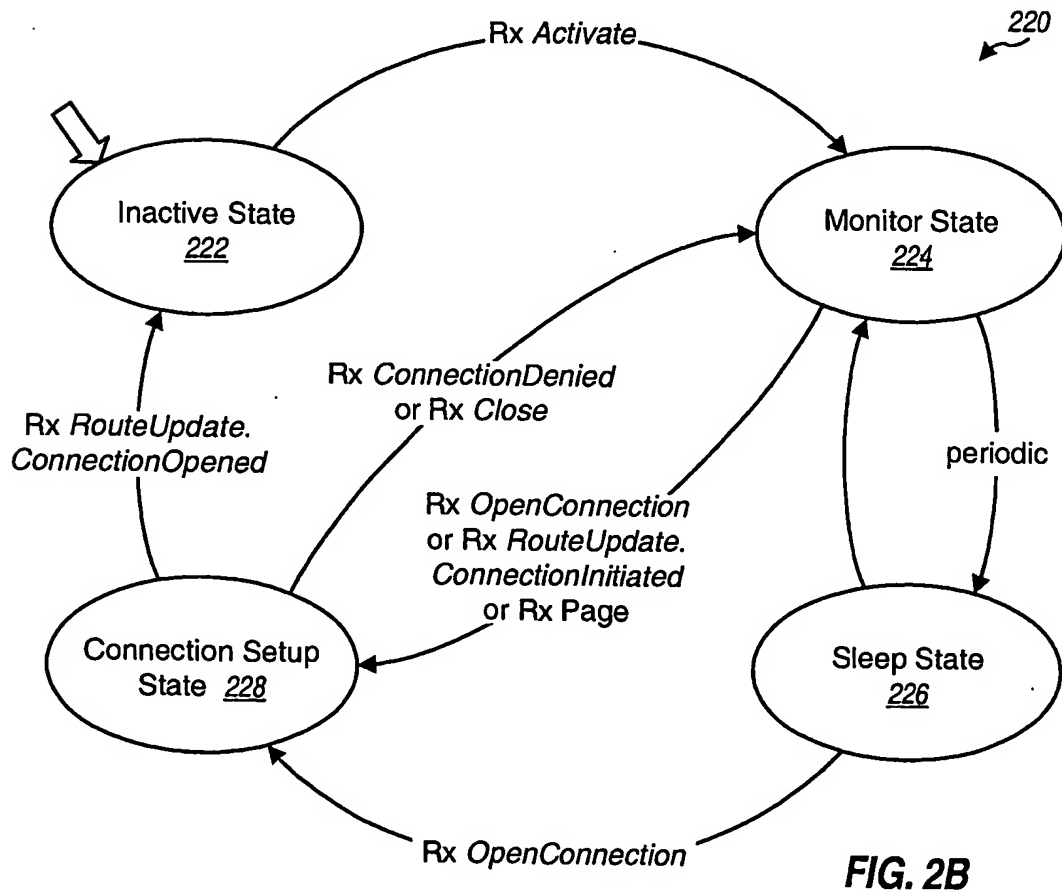 220
Rx Activate
Inactive State
222
Monitor State
224
Rx ConnectionDenied
or Rx Close
Rx RouteUpdate.
ConnectionOpened
periodic
Rx OpenConnection
or Rx RouteUpdate.
ConnectionInitiated
or Rx Page
Connection Setup
State 228
Sleep State
226
Rx OpenConnection
FIG. 2B